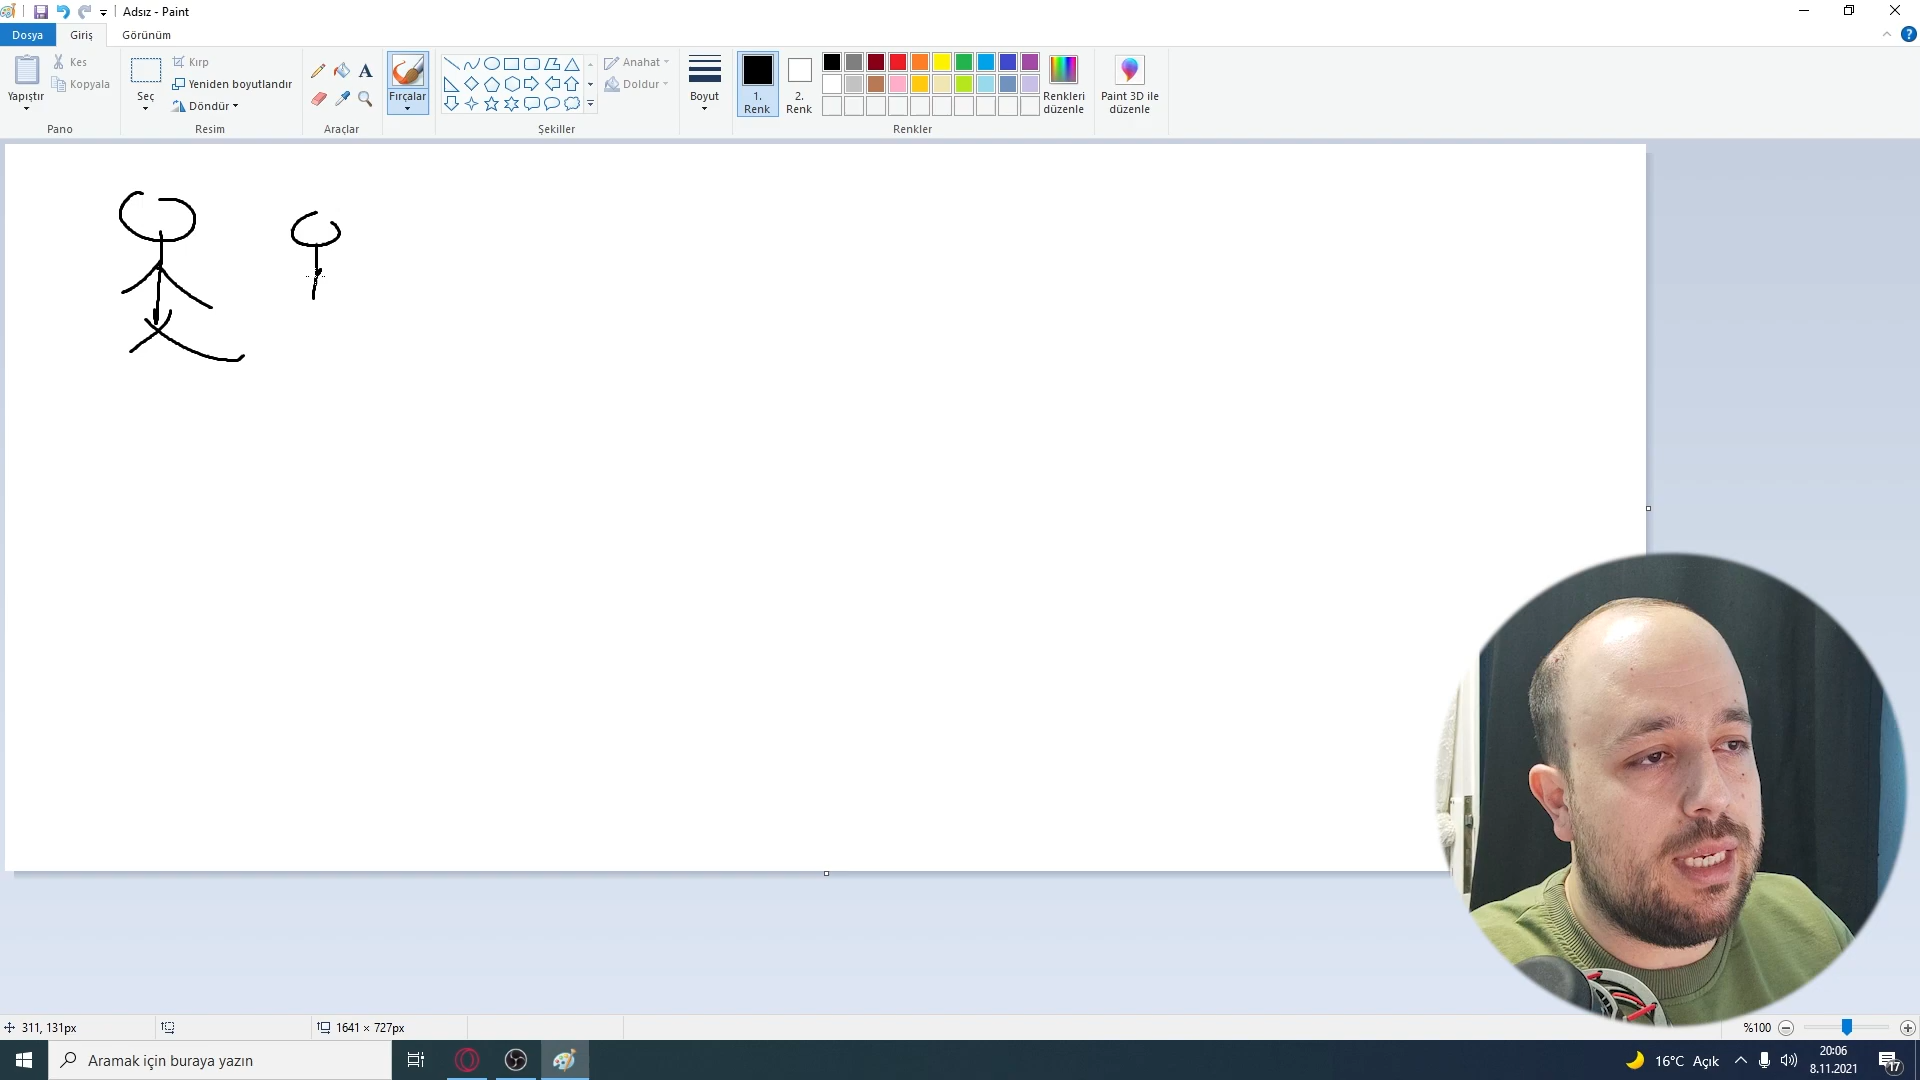 Adsız - Paint
Dosya
Giriş
Görünüm
Yapıştır
Kes
Kopyala
Pano
Seç
Kırp
Yeniden boyutlandır
Döndür
Resim
A
Araçlar
Fırçalar
Anahat
Doldur
Şekiller
Boyut
1.
Renk
2.
Renk
Renkleri
düzenle
Renkler
Paint 3D ile
düzenle
311, 131px
1641 × 727px
%100
Aramak için buraya yazın
16°C Açık
20:06
8.11.2021
17